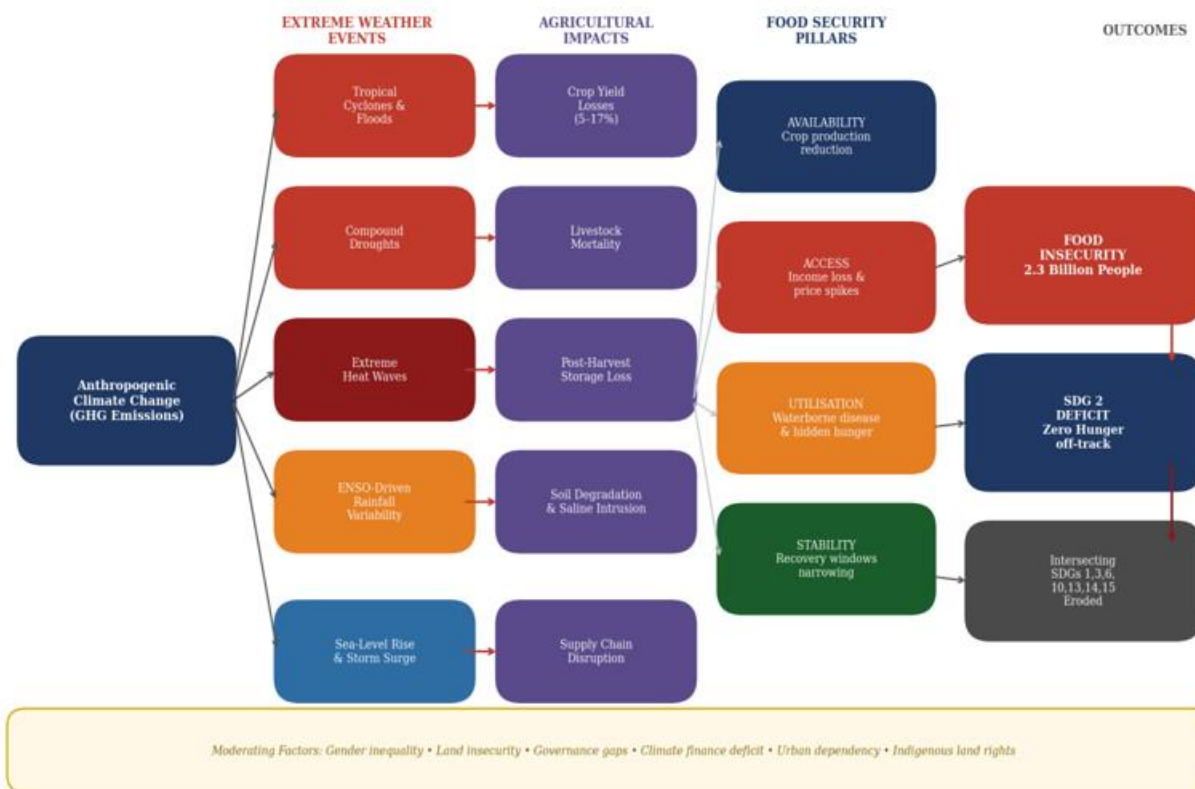 EXTREME WEATHER
EVENTS
AGRICULTURAL
IMPACTS
FOOD SECURITY
PILLARS
OUTCOMES
Anthropogenic
Climate Change
(GHG Emissions)
Tropical
Cyclones &
Floods
Compound
Droughts
Extreme
Heat Waves
ENSO-Driven
Rainfall
Variability
Sea-Level Rise
& Storm Surge
Crop Yield
Losses
(5–17%)
Livestock
Mortality
Post-Harvest
Storage Loss
Soil Degradation
& Saline Intrusion
Supply Chain
Disruption
AVAILABILITY
Crop production
reduction
ACCESS
Income loss &
price spikes
UTILISATION
Waterborne disease
& hidden hunger
STABILITY
Recovery windows
narrowing
FOOD
INSECURITY
2.3 Billion People
SDG 2
DEFICIT
Zero Hunger
off-track
Intersecting
SDGs 1,3,6,
10,13,14,15
Eroded
Moderating Factors: Gender inequality • Land insecurity • Governance gaps • Climate finance deficit • Urban dependency • Indigenous land rights